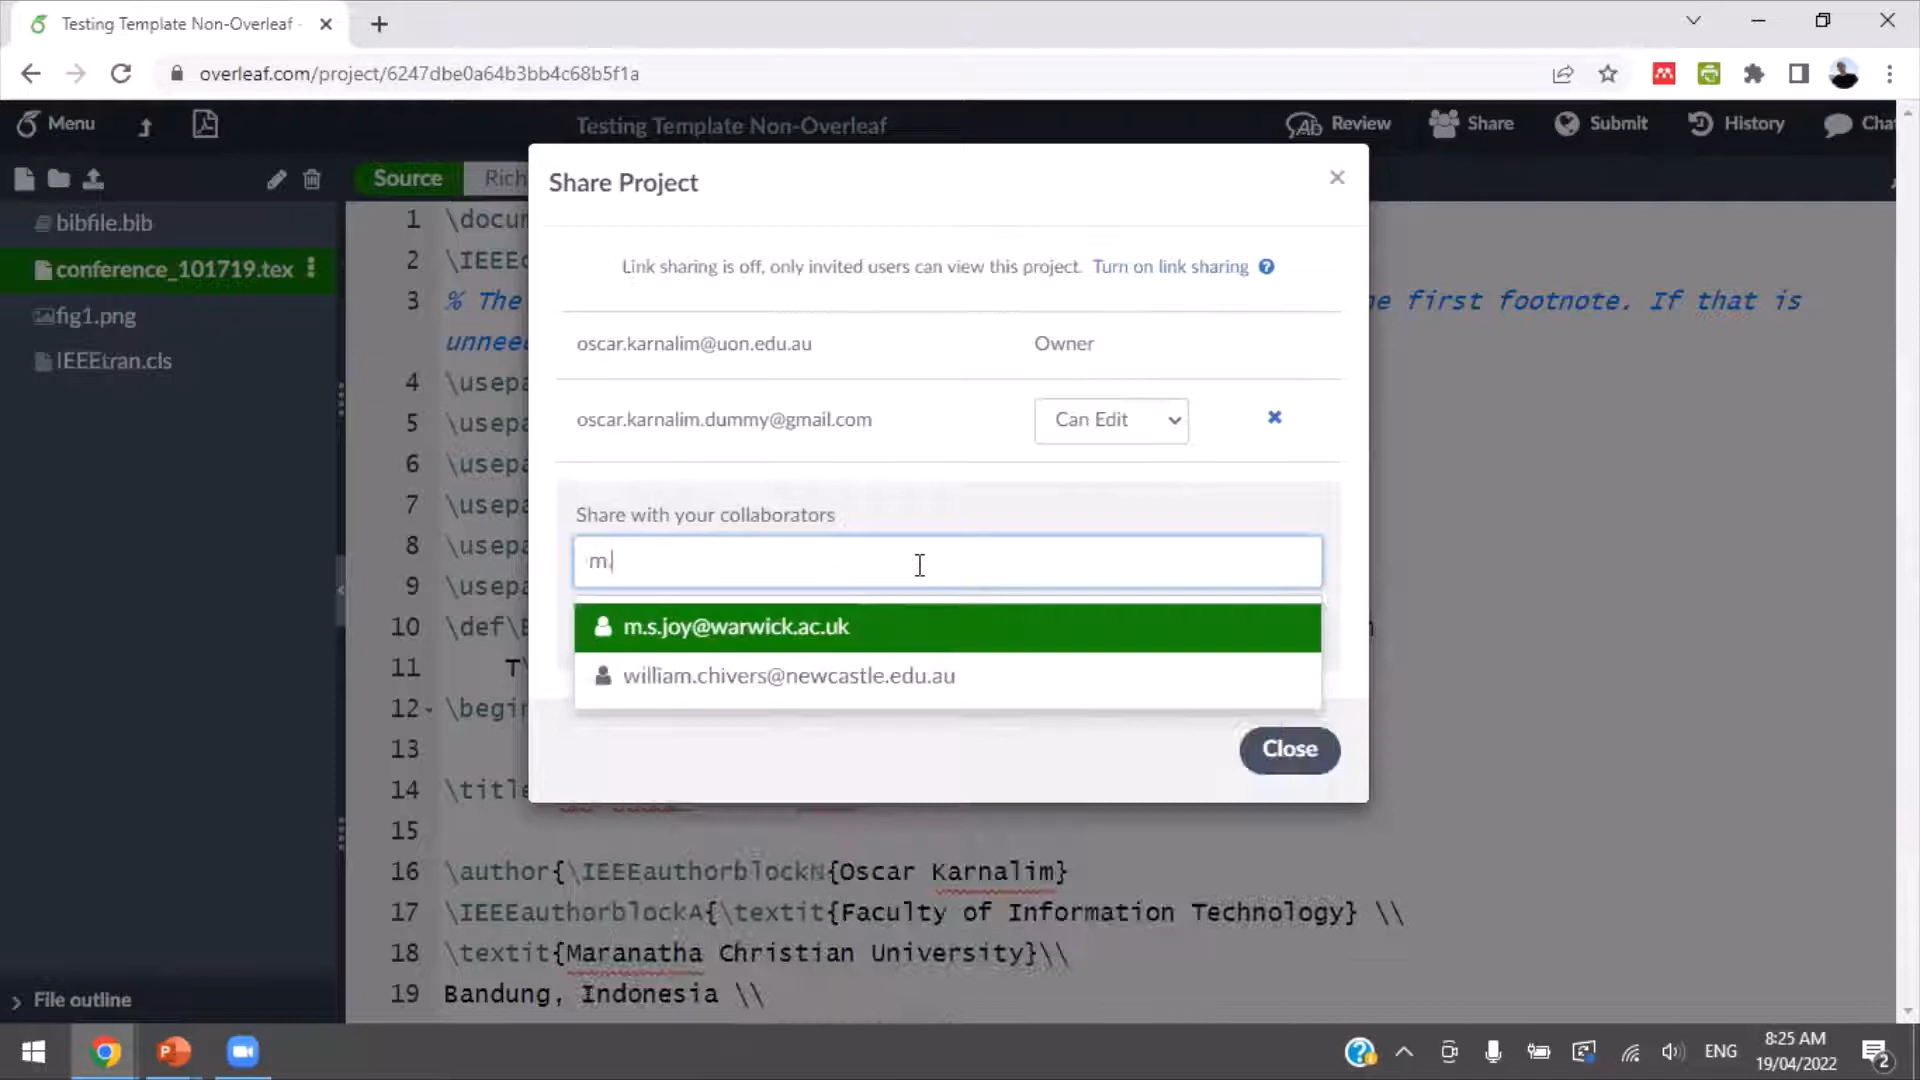 Testing Template Non-Overleaf -
overleaf.com/project/6247dbe0a64b3bb4c68b5f1a
Menu
Testing Template Non-Overleaf
Review
Share
Submit
History
Chat
Source
Rich
bibfile.bib
conference_101719.tex
fig1.png
IEEEtran.cls
File outline
Share Project
Link sharing is off, only invited users can view this project. Turn on link sharing
oscar.karnalim@uon.edu.au Owner
oscar.karnalim.dummy@gmail.com Can Edit
Share with your collaborators
m.
m.s.joy@warwick.ac.uk
william.chivers@newcastle.edu.au
Close
1 \docum
2 \IEEEc
3 % The e first footnote. If that is
unneed
4 \usepa
5 \usepa
6 \usepa
7 \usepa
8 \usepa
9 \usepa
10 \def\B
11 T\
12 \begin
13
14 \title
15
16 \author{\IEEEauthorblockN{Oscar Karnalim}
17 \IEEEauthorblockA{\textit{Faculty of Information Technology} \\
18 \textit{Maranatha Christian University}\\
19 Bandung, Indonesia \\
ENG
8:25 AM
19/04/2022
2